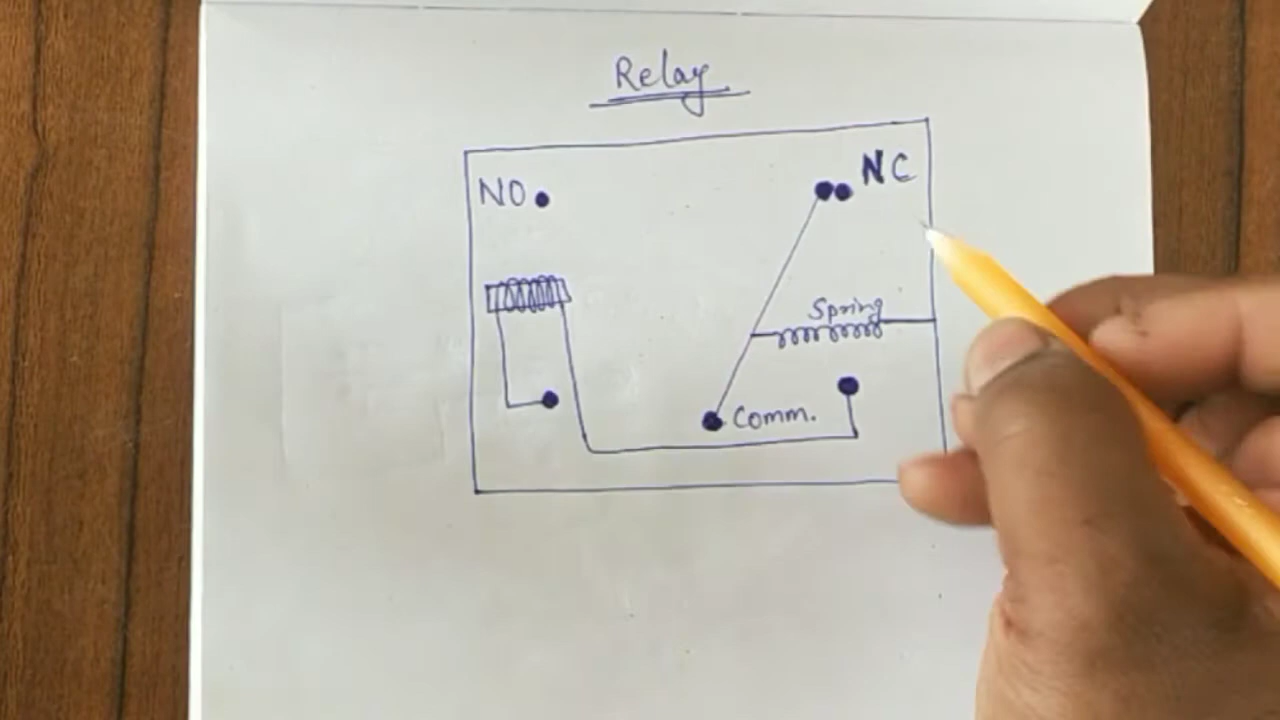 Relay
NO
NC
Spring
Comm.